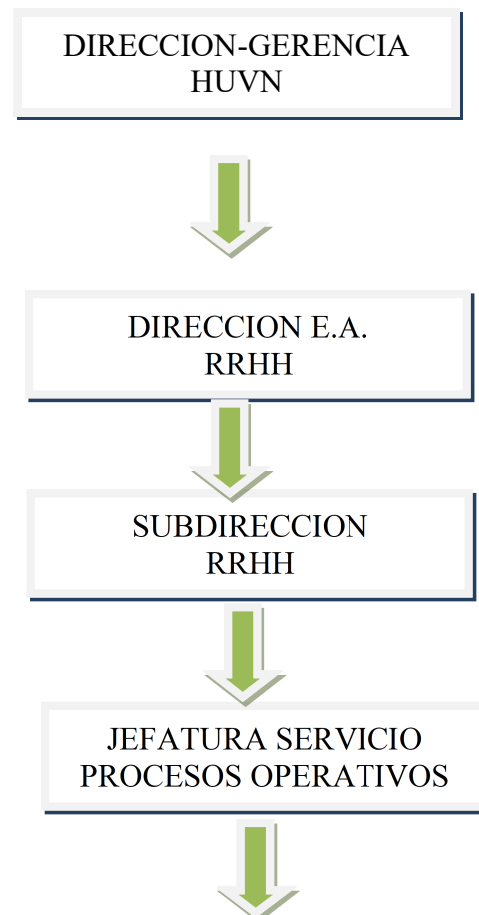 DIRECCION-GERENCIA
HUVN
DIRECCION E.A.
RRHH
SUBDIRECCION
RRHH
JEFATURA SERVICIO
PROCESOS OPERATIVOS